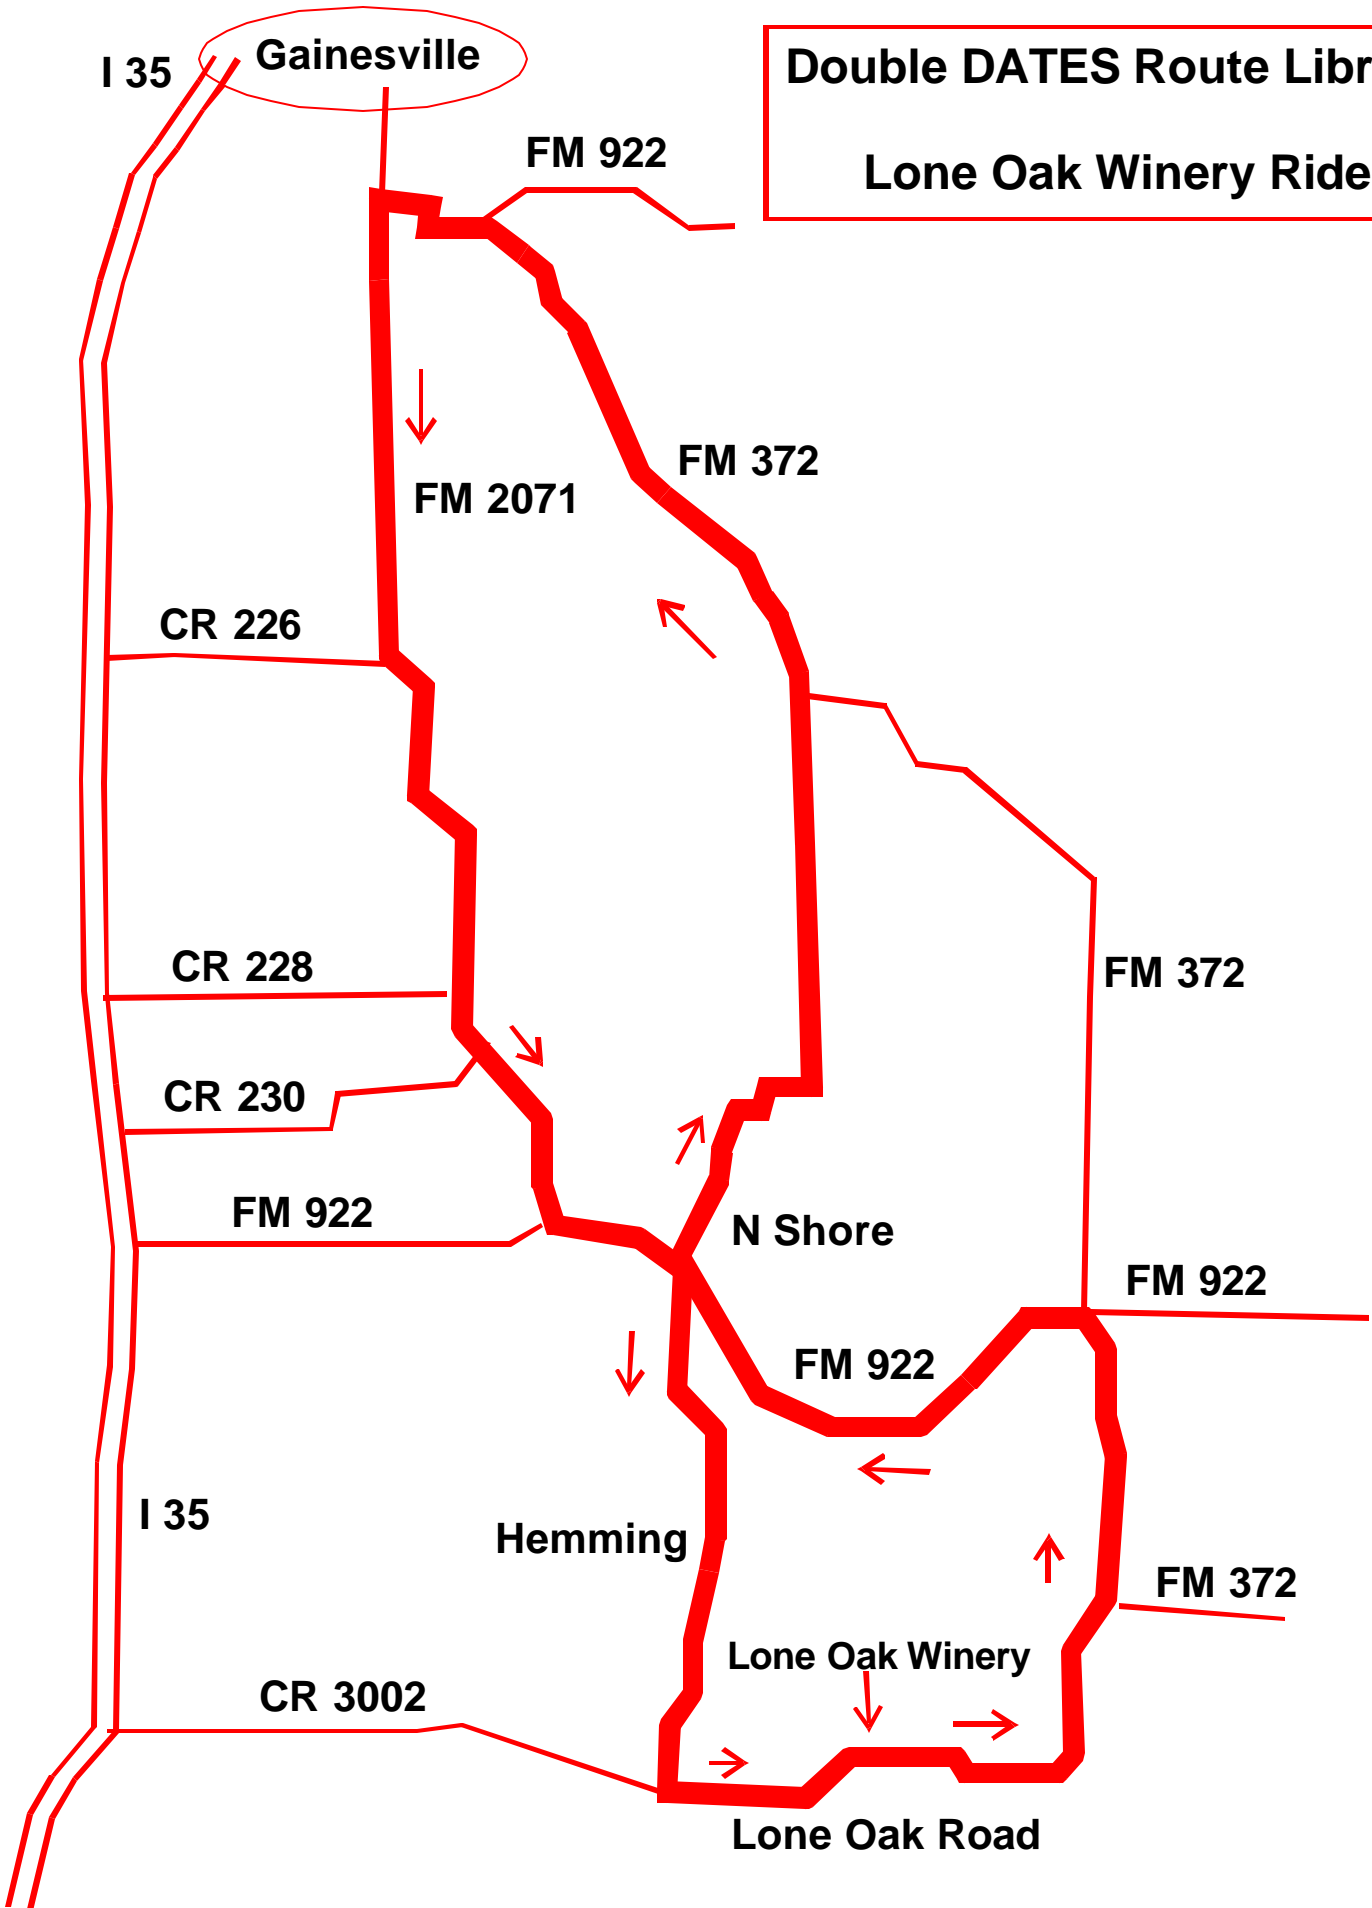 I 35
Gainesville
Double DATES Route Libr
Lone Oak Winery Ride
FM 922
FM 372
FM 2071
CR 226
CR 228
FM 372
CR 230
FM 922
N Shore
FM 922
FM 922
I 35
Hemming
FM 372
Lone Oak Winery
CR 3002
Lone Oak Road